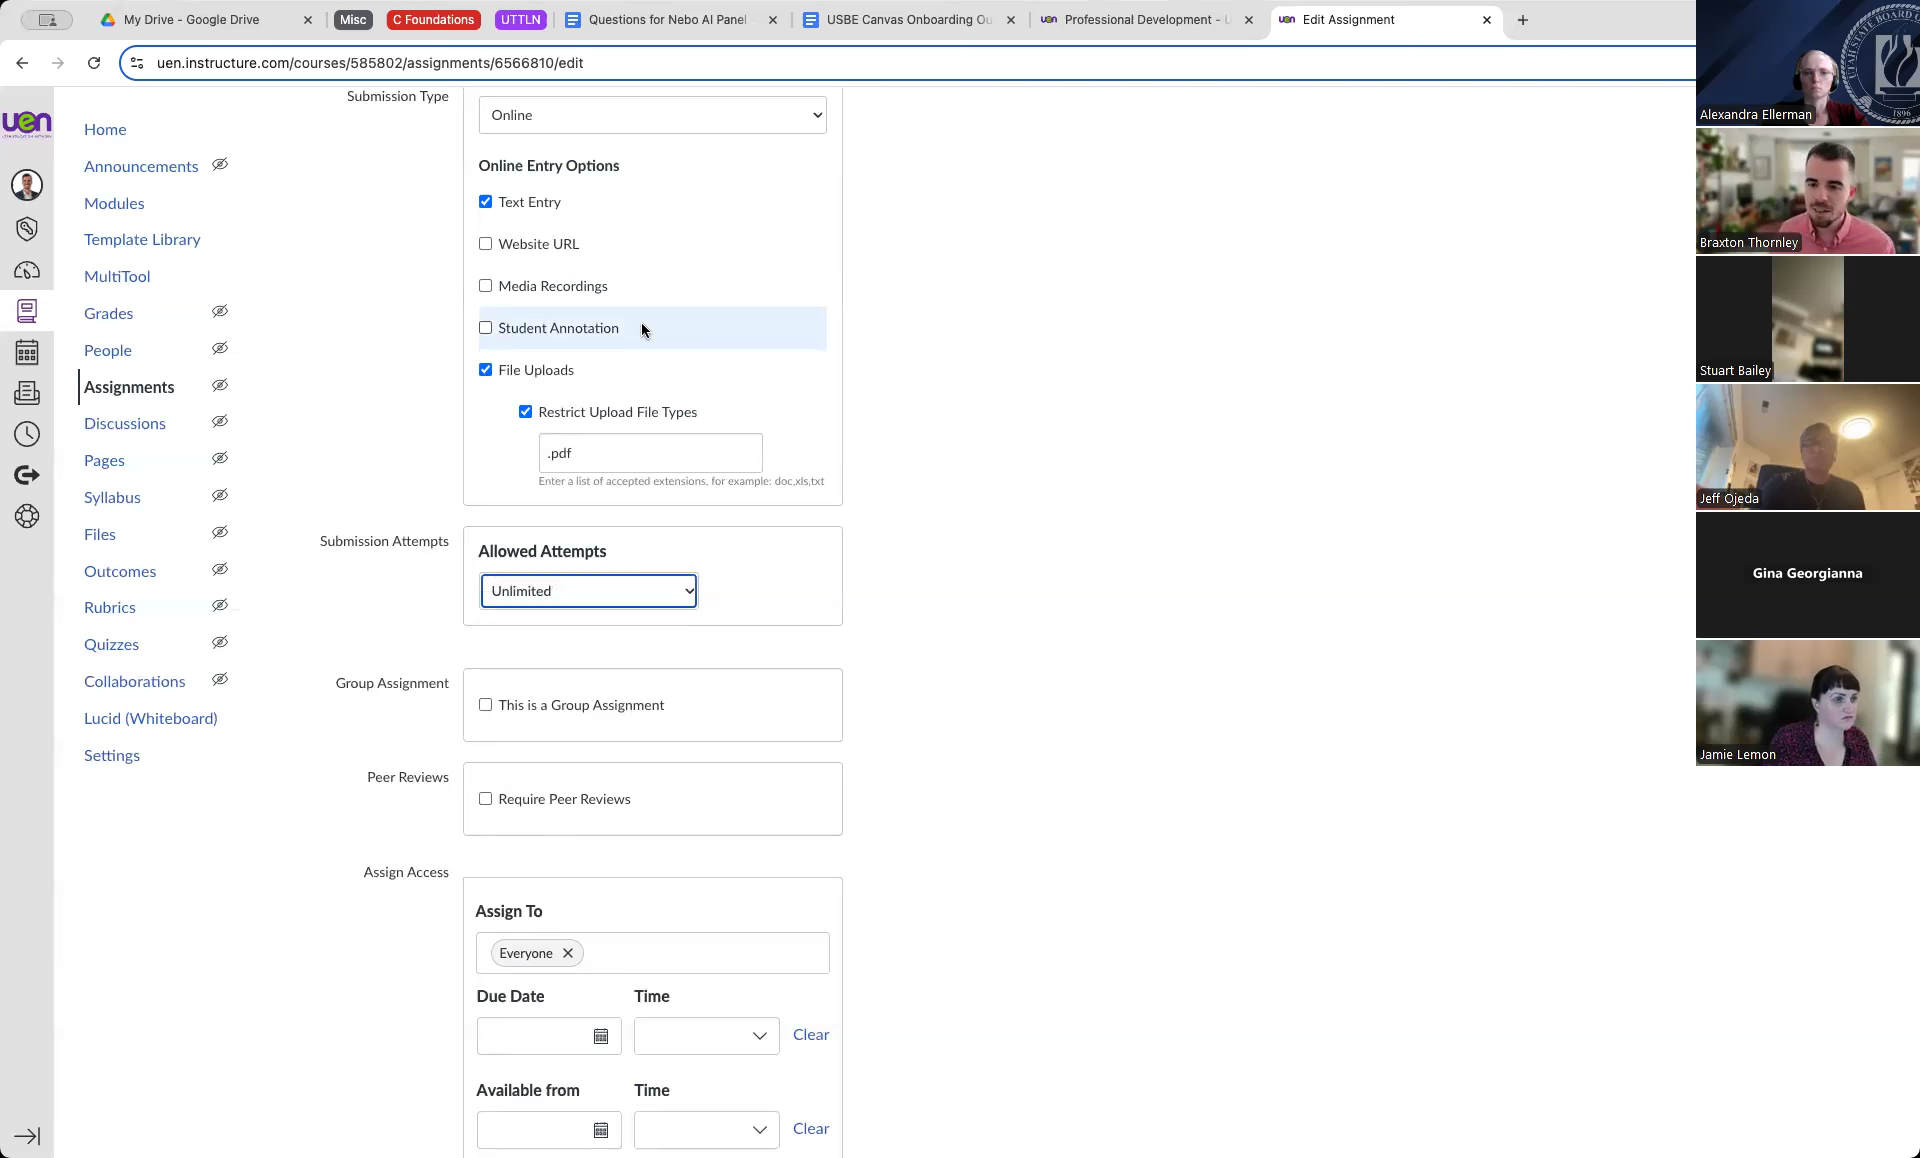 My Drive - Google Drive
Misc
C Foundations
UTTLN
Questions for Nebo AI Panel
USBE Canvas Onboarding Ou
Professional Development - U
Edit Assignment
uen.instructure.com/courses/585802/assignments/6566810/edit
uen
Home
Announcements
Modules
Template Library
MultiTool
Grades
People
Assignments
Discussions
Pages
Syllabus
Files
Outcomes
Rubrics
Quizzes
Collaborations
Lucid (Whiteboard)
Settings
Submission Type
Online
Online Entry Options
Text Entry
Website URL
Media Recordings
Student Annotation
File Uploads
Restrict Upload File Types
.pdf
Enter a list of accepted extensions, for example: doc,xls,txt
Submission Attempts
Allowed Attempts
Unlimited
Group Assignment
This is a Group Assignment
Peer Reviews
Require Peer Reviews
Assign Access
Assign To
Everyone
Due Date
Time
Clear
Available from
Time
Clear
1896
Alexandra Ellerman
Braxton Thornley
Stuart Bailey
Jeff Ojeda
Gina Georgianna
Jamie Lemon